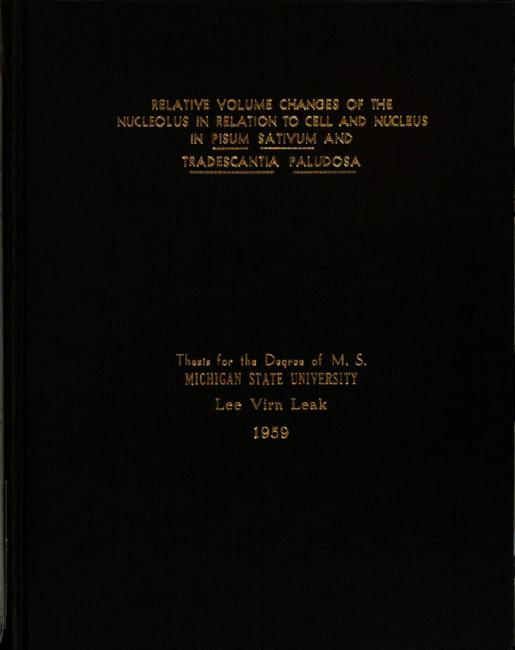 RELATIVE VOLUME CHANGES OF THE
NUCLEOLUS IN RELATION TO CELL AND NUCLEUS
IN PISUM SATIVUM AND
TRADESCANTIA PALUDOSA
Thesis for the Degree of M. S.
MICHIGAN STATE UNIVERSITY
Lee Virn Leak
1959